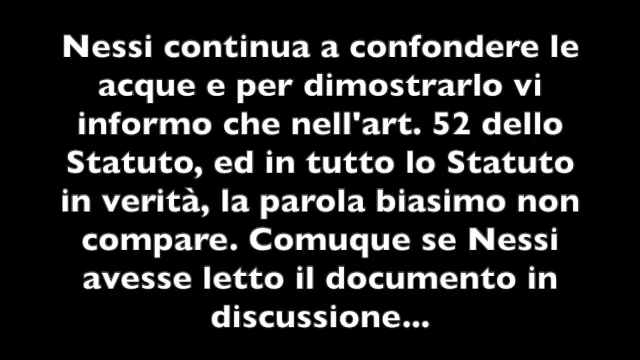 Nessi continua a confondere le
acque e per dimostrarlo vi
informo che nell'art. 52 dello
Statuto, ed in tutto lo Statuto
in verità, la parola biasimo non
compare. Comuque se Nessi
avesse letto il documento in
discussione...